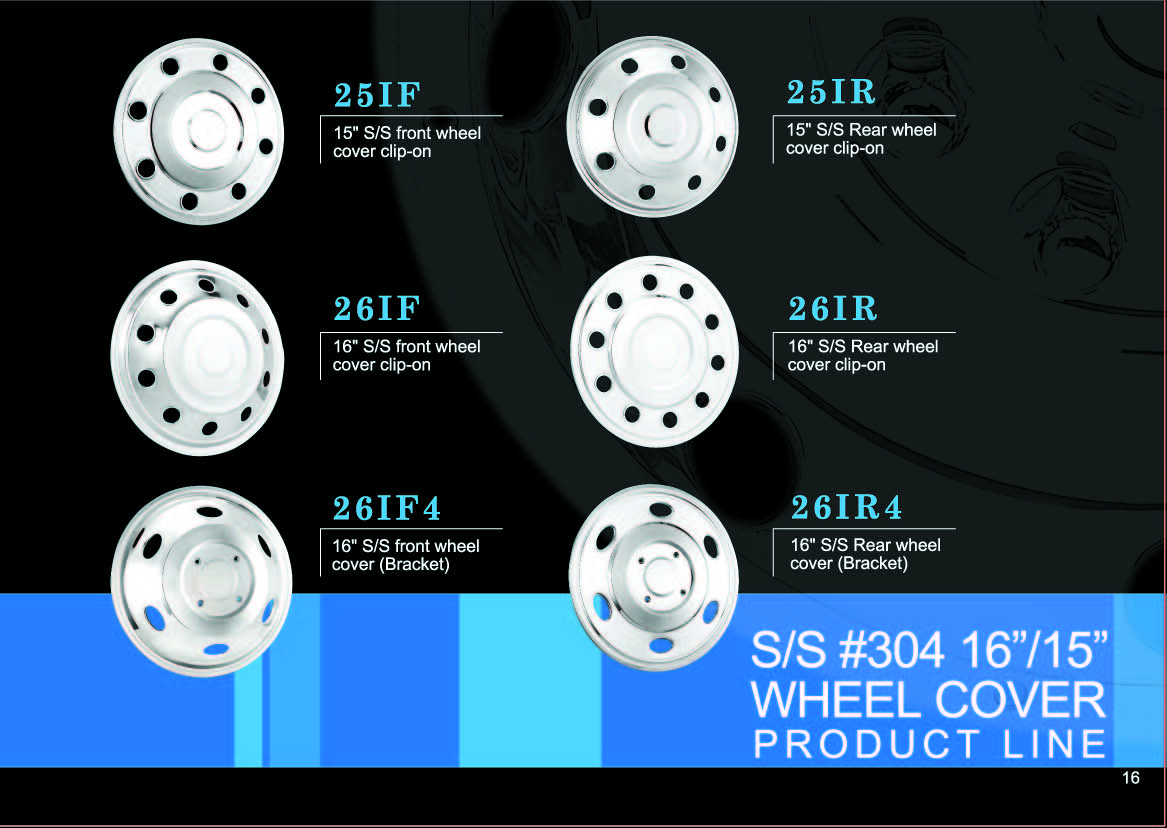 25IF
15" S/S front wheel
cover clip-on
25IR
15" S/S Rear wheel
cover clip-on
26IF
16" S/S front wheel
cover clip-on
26IR
16" S/S Rear wheel
cover clip-on
26IF4
16" S/S front wheel
cover (Bracket)
26IR4
16" S/S Rear wheel
cover (Bracket)
S/S #304 16”/15”
WHEEL COVER
PRODUCT LINE
16